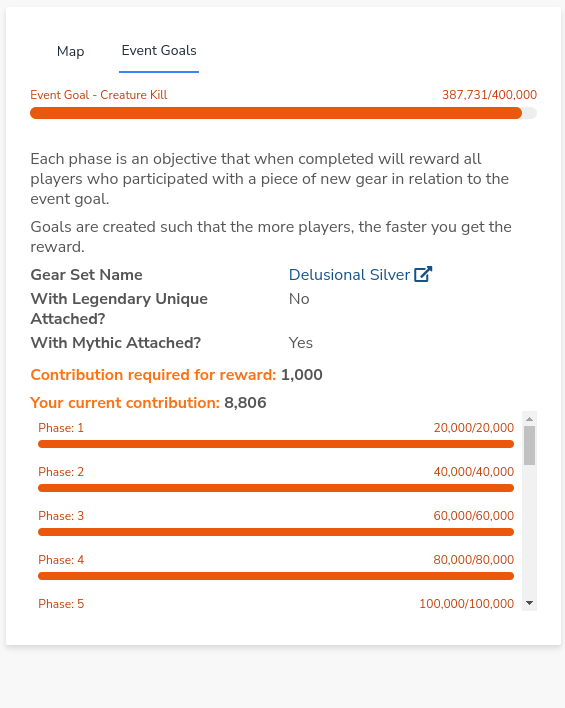 Map
Event Goals
Event Goal - Creature Kill 387,731/400,000
Each phase is an objective that when completed will reward all
players who participated with a piece of new gear in relation to the
event goal.
Goals are created such that the more players, the faster you get the
reward.
Gear Set Name Delusional Silver
With Legendary Unique No
Attached?
With Mythic Attached? Yes
Contribution required for reward: 1,000
Your current contribution: 8,806
Phase: 1 20,000/20,000
Phase: 2 40,000/40,000
Phase: 3 60,000/60,000
Phase: 4 80,000/80,000
Phase: 5 100,000/100,000